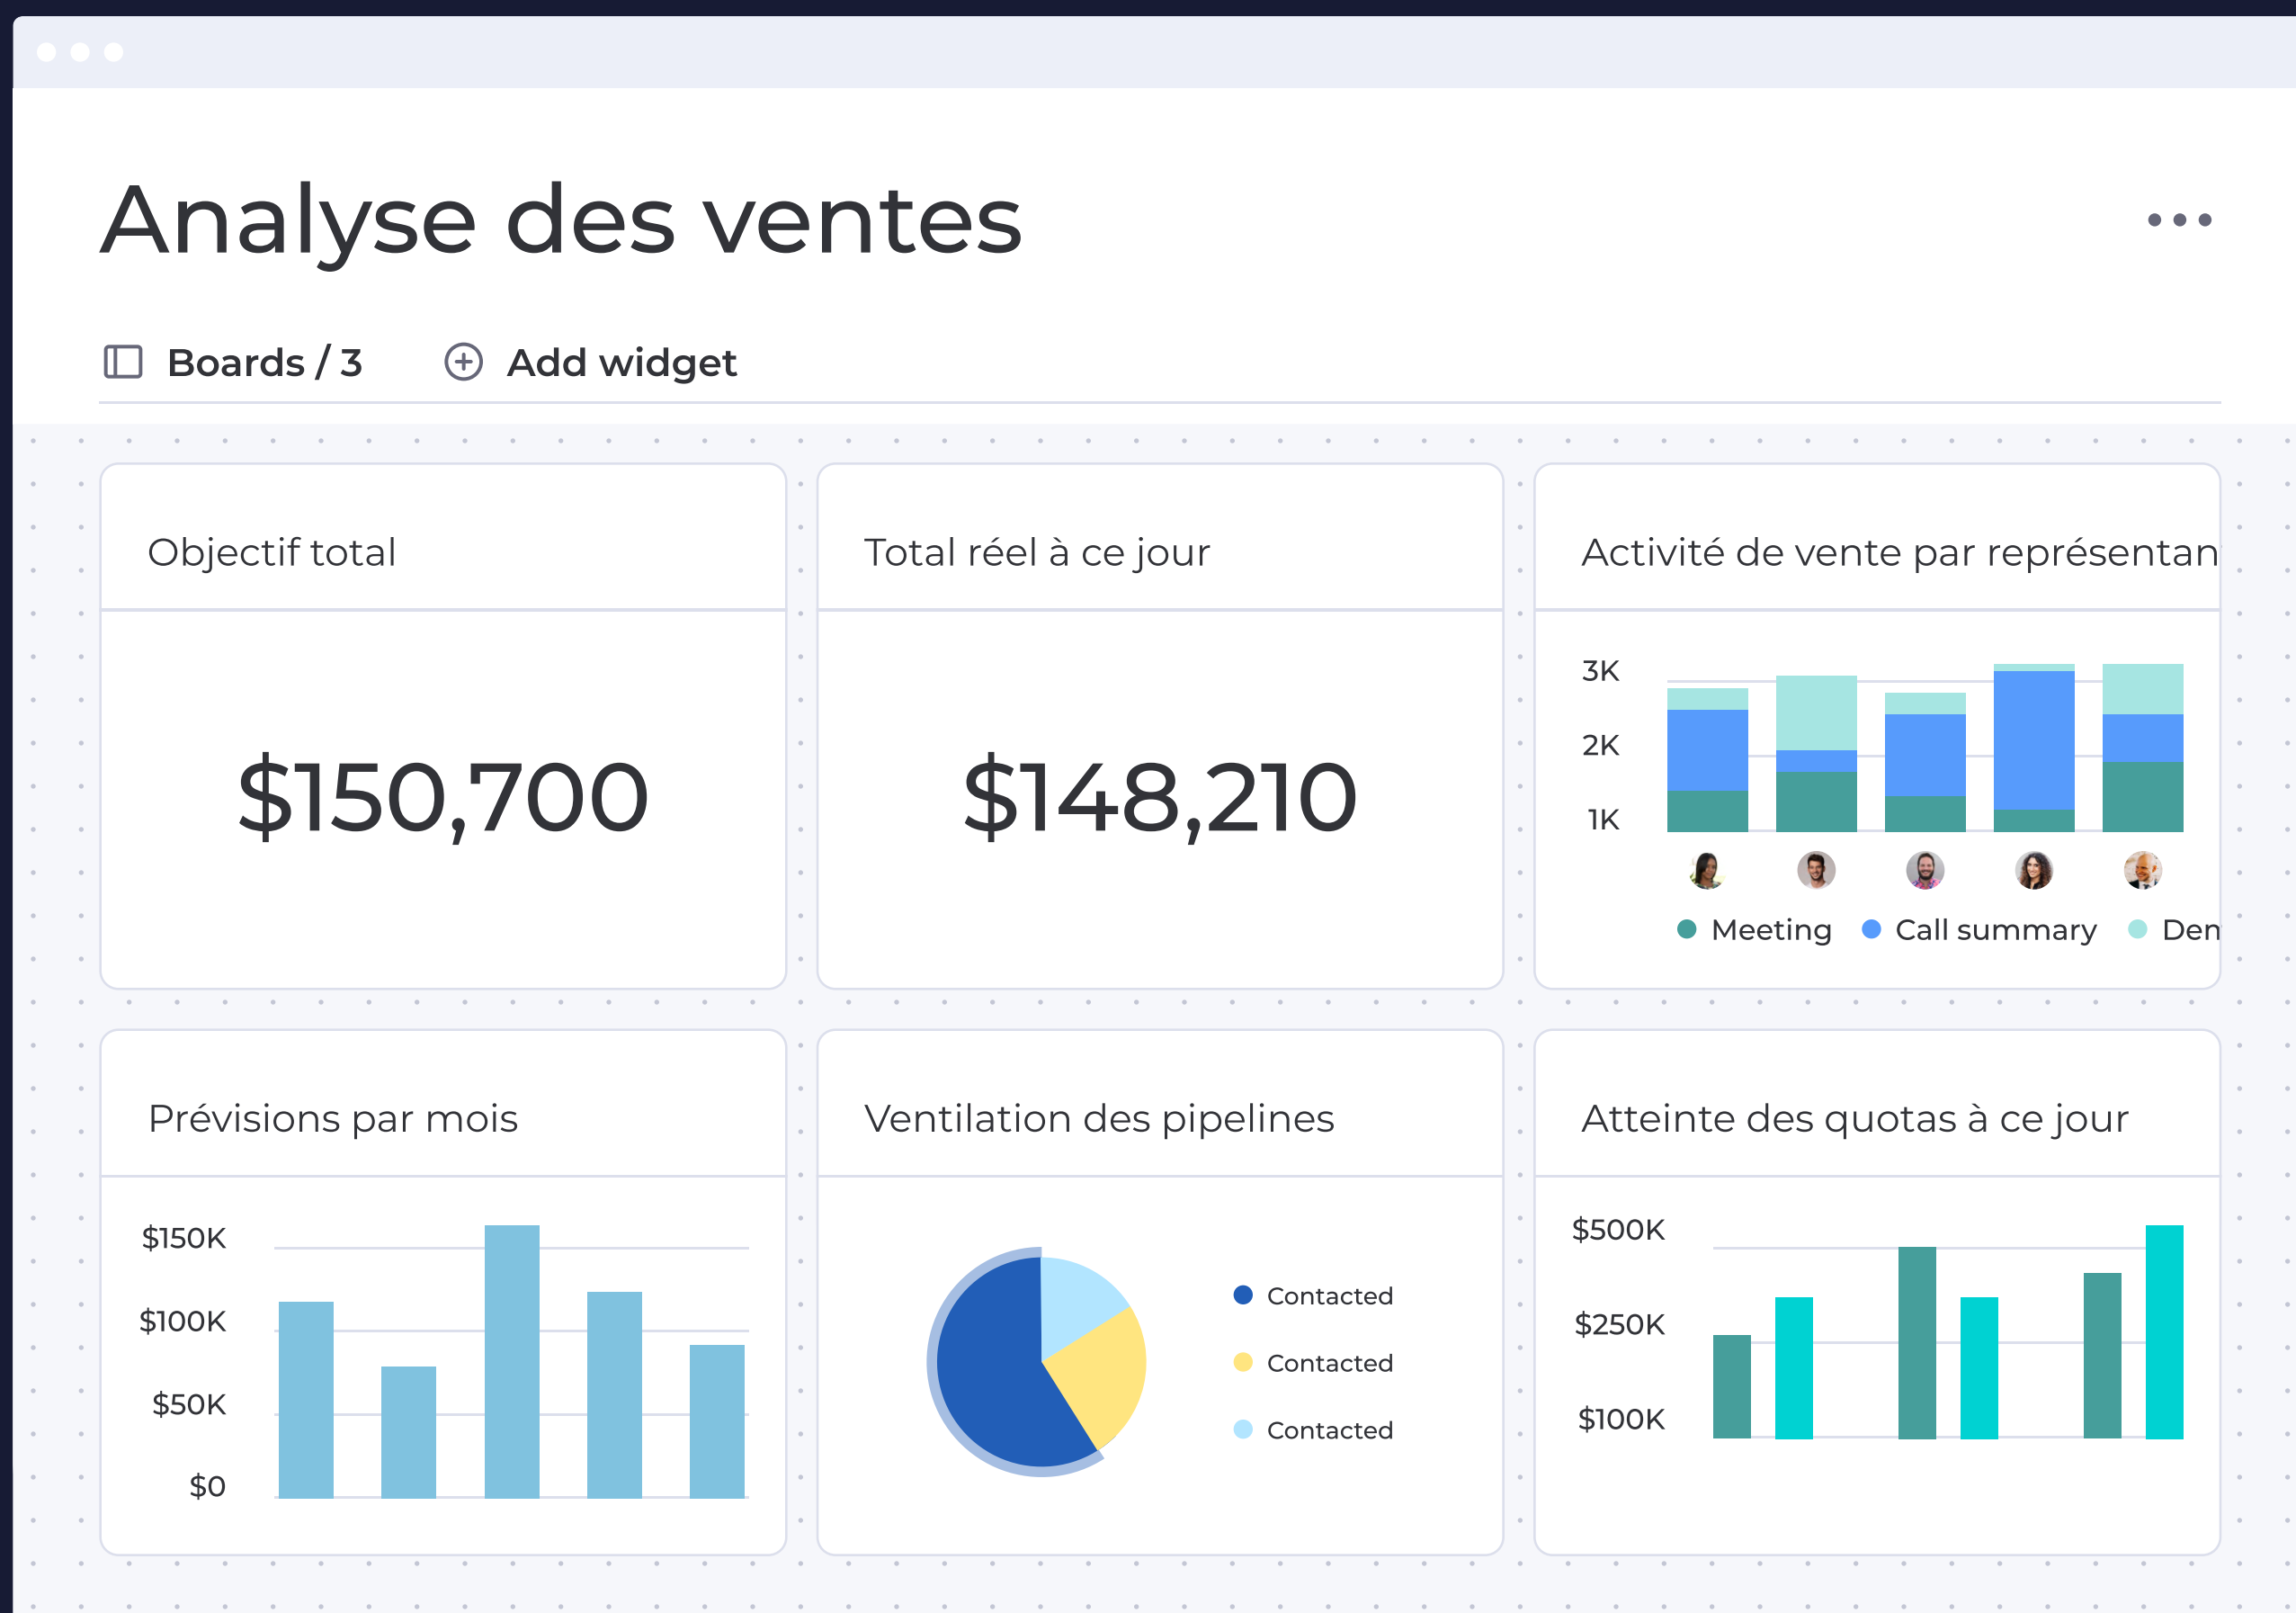 Analyse des ventes
Boards / 3
Add widget
Objectif total
$150,700
Total réel à ce jour
$148,210
Activité de vente par représentan
3K
2K
1K
Meeting
Call summary
Prévisions par mois
$150K
$100K
$50K
$0
Ventilation des pipelines
Contacted
Contacted
Contacted
Atteinte des quotas à ce jour
$500K
$250K
$100K